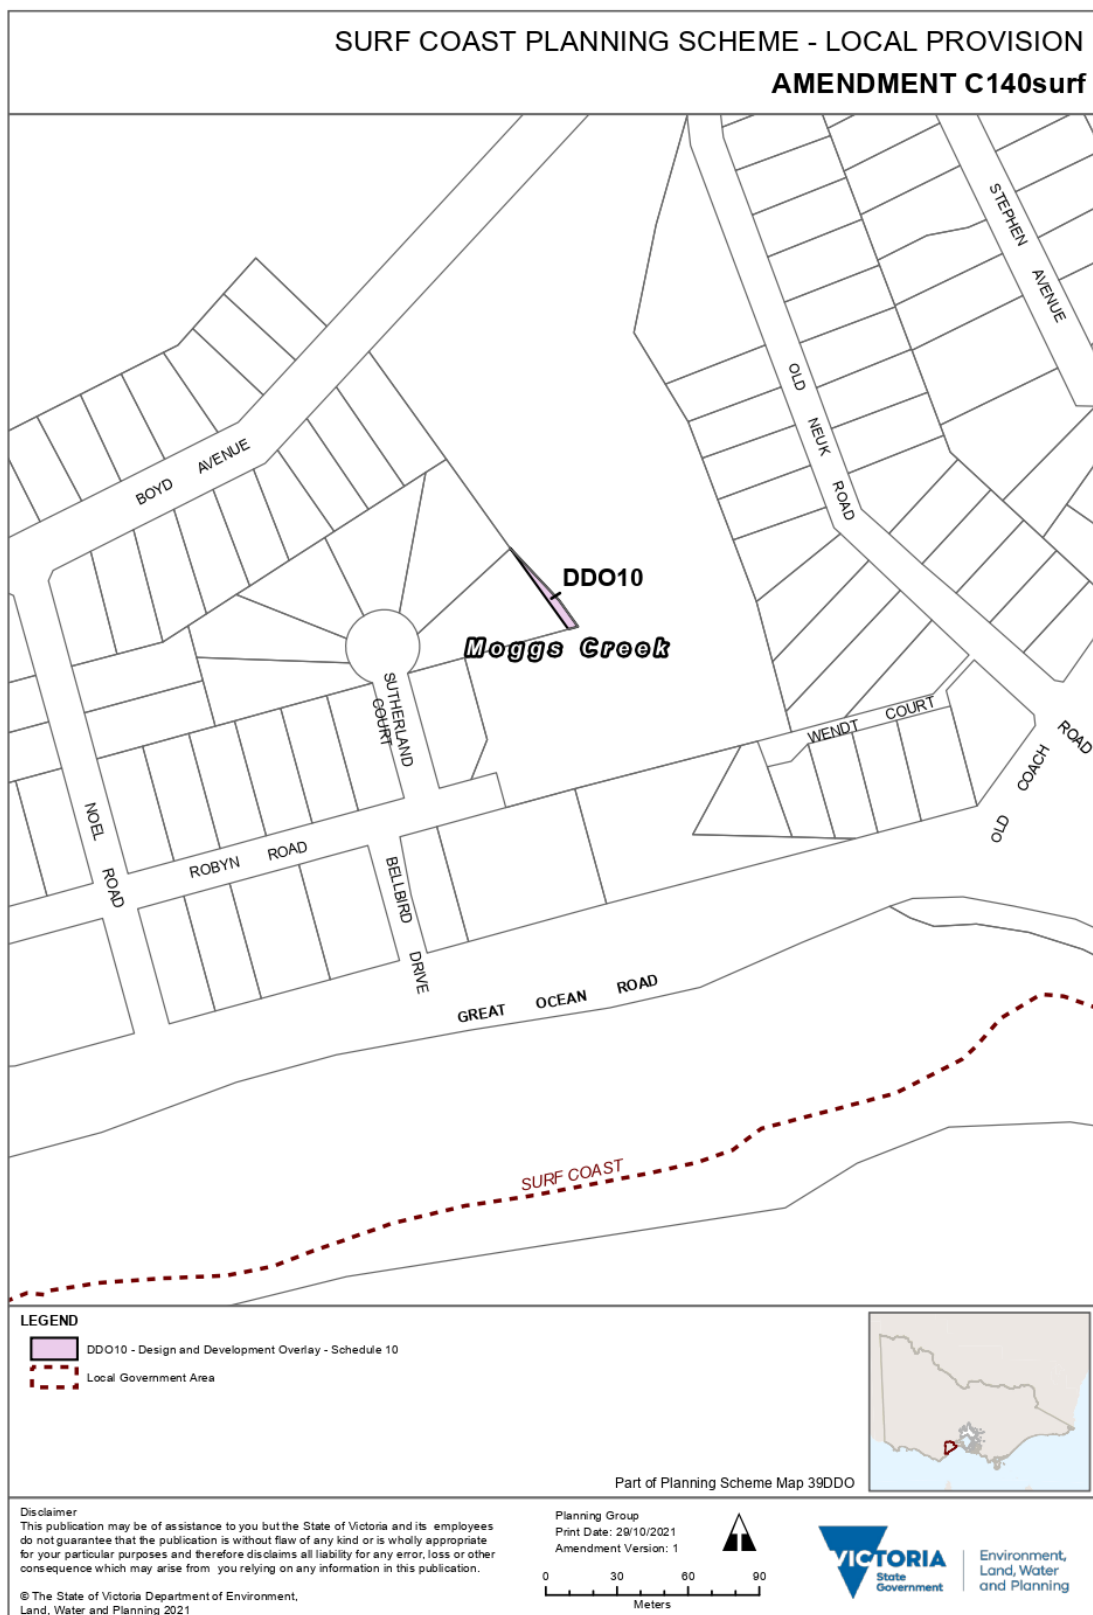 SURF COAST PLANNING SCHEME - LOCAL PROVISION
AMENDMENT C140surf
STEPHEN AVENUE
OLD NEUK ROAD
BOYD AVENUE
DDO10
Moggs Creek
SUTHERLAND COURT
WENDT COURT
OLD COACH ROAD
NOEL ROAD
ROBYN ROAD
BELLBIRD DRIVE
GREAT OCEAN ROAD
SURF COAST
LEGEND
DDO10 - Design and Development Overlay - Schedule 10
Local Government Area
Part of Planning Scheme Map 39DDO
Disclaimer
This publication may be of assistance to you but the State of Victoria and its employees
do not guarantee that the publication is without flaw of any kind or is wholly appropriate
for your particular purposes and therefore disclaims all liability for any error, loss or other
consequence which may arise from you relying on any information in this publication.
© The State of Victoria Department of Environment,
Land, Water and Planning 2021
Planning Group
Print Date: 29/10/2021
Amendment Version: 1
0 30 60 90
Meters
VICTORIA
State
Government
Environment,
Land, Water
and Planning